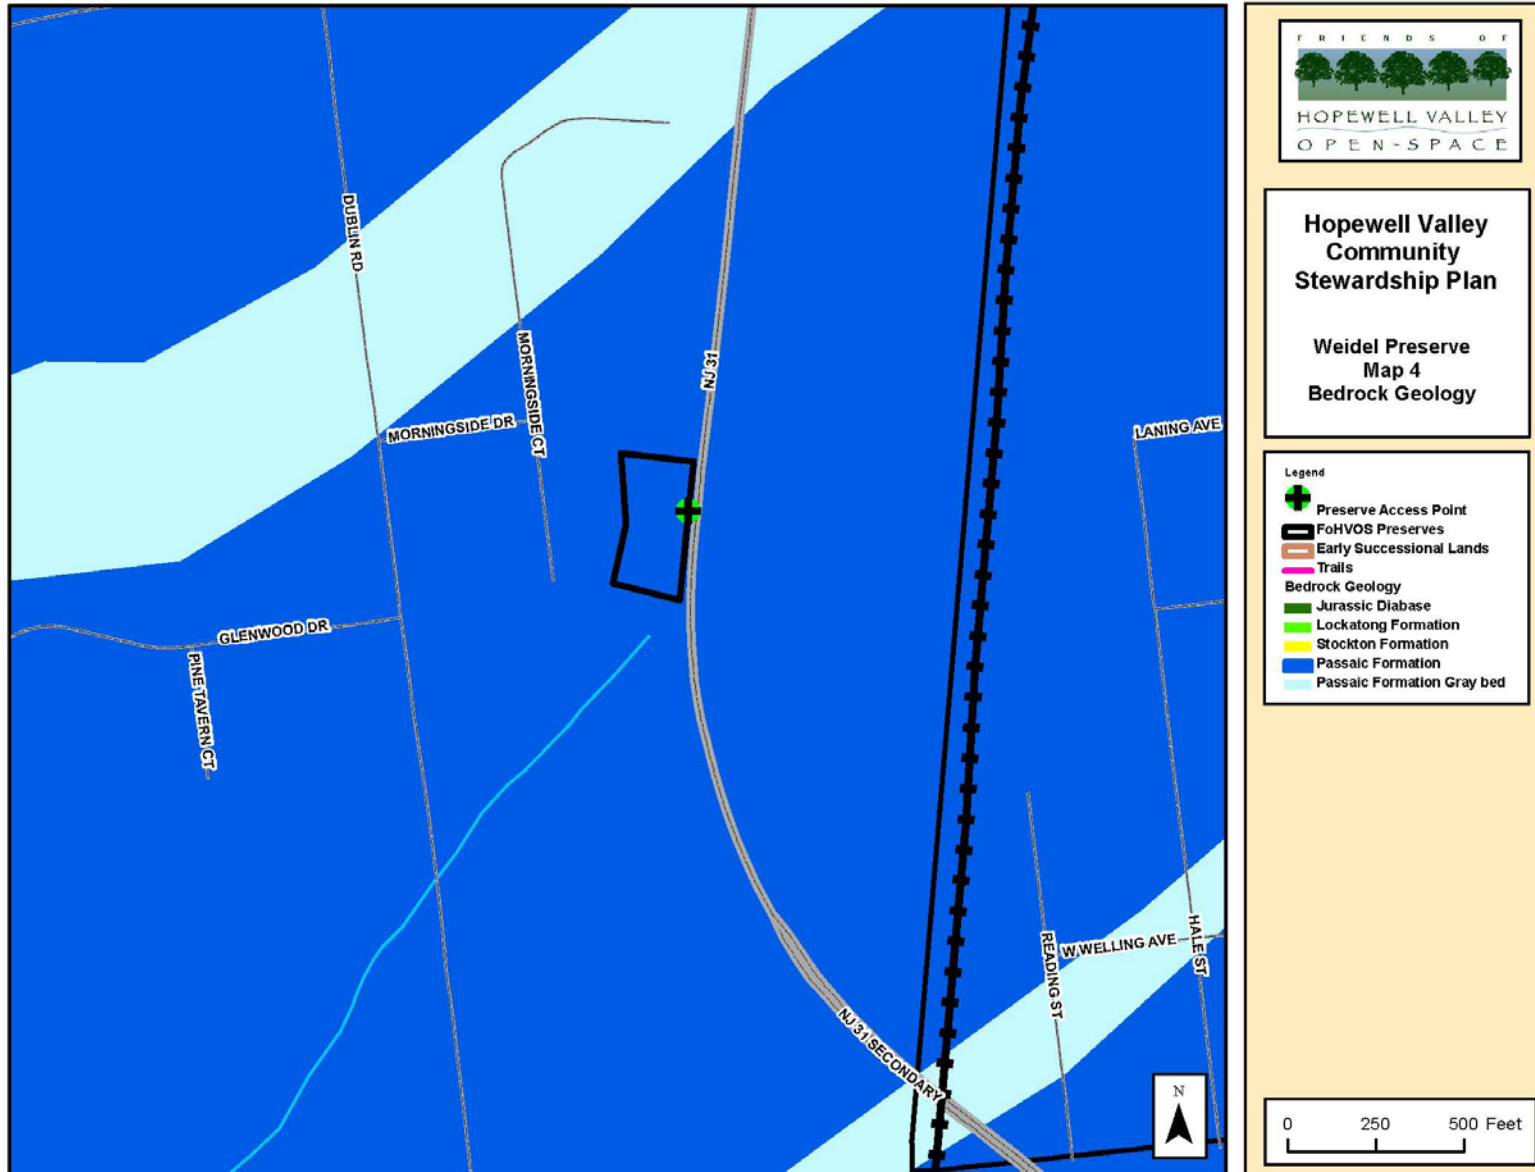 DUBLIN RD
MORNINGSIDE CT
MORNINGSIDE DR
NJ 31
LANING AVE
GLENWOOD DR
PINE TAVERN CT
NJ 31 SECONDARY
READING ST
W WELLING AVE
HALE ST
N
FRIENDS OF
HOPEWELL VALLEY
OPEN-SPACE
Hopewell Valley
Community
Stewardship Plan
Weidel Preserve
Map 4
Bedrock Geology
Legend
Preserve Access Point
FoHVOS Preserves
Early Successional Lands
Trails
Bedrock Geology
Jurassic Diabase
Lockatong Formation
Stockton Formation
Passaic Formation
Passaic Formation Gray bed
0 250 500 Feet